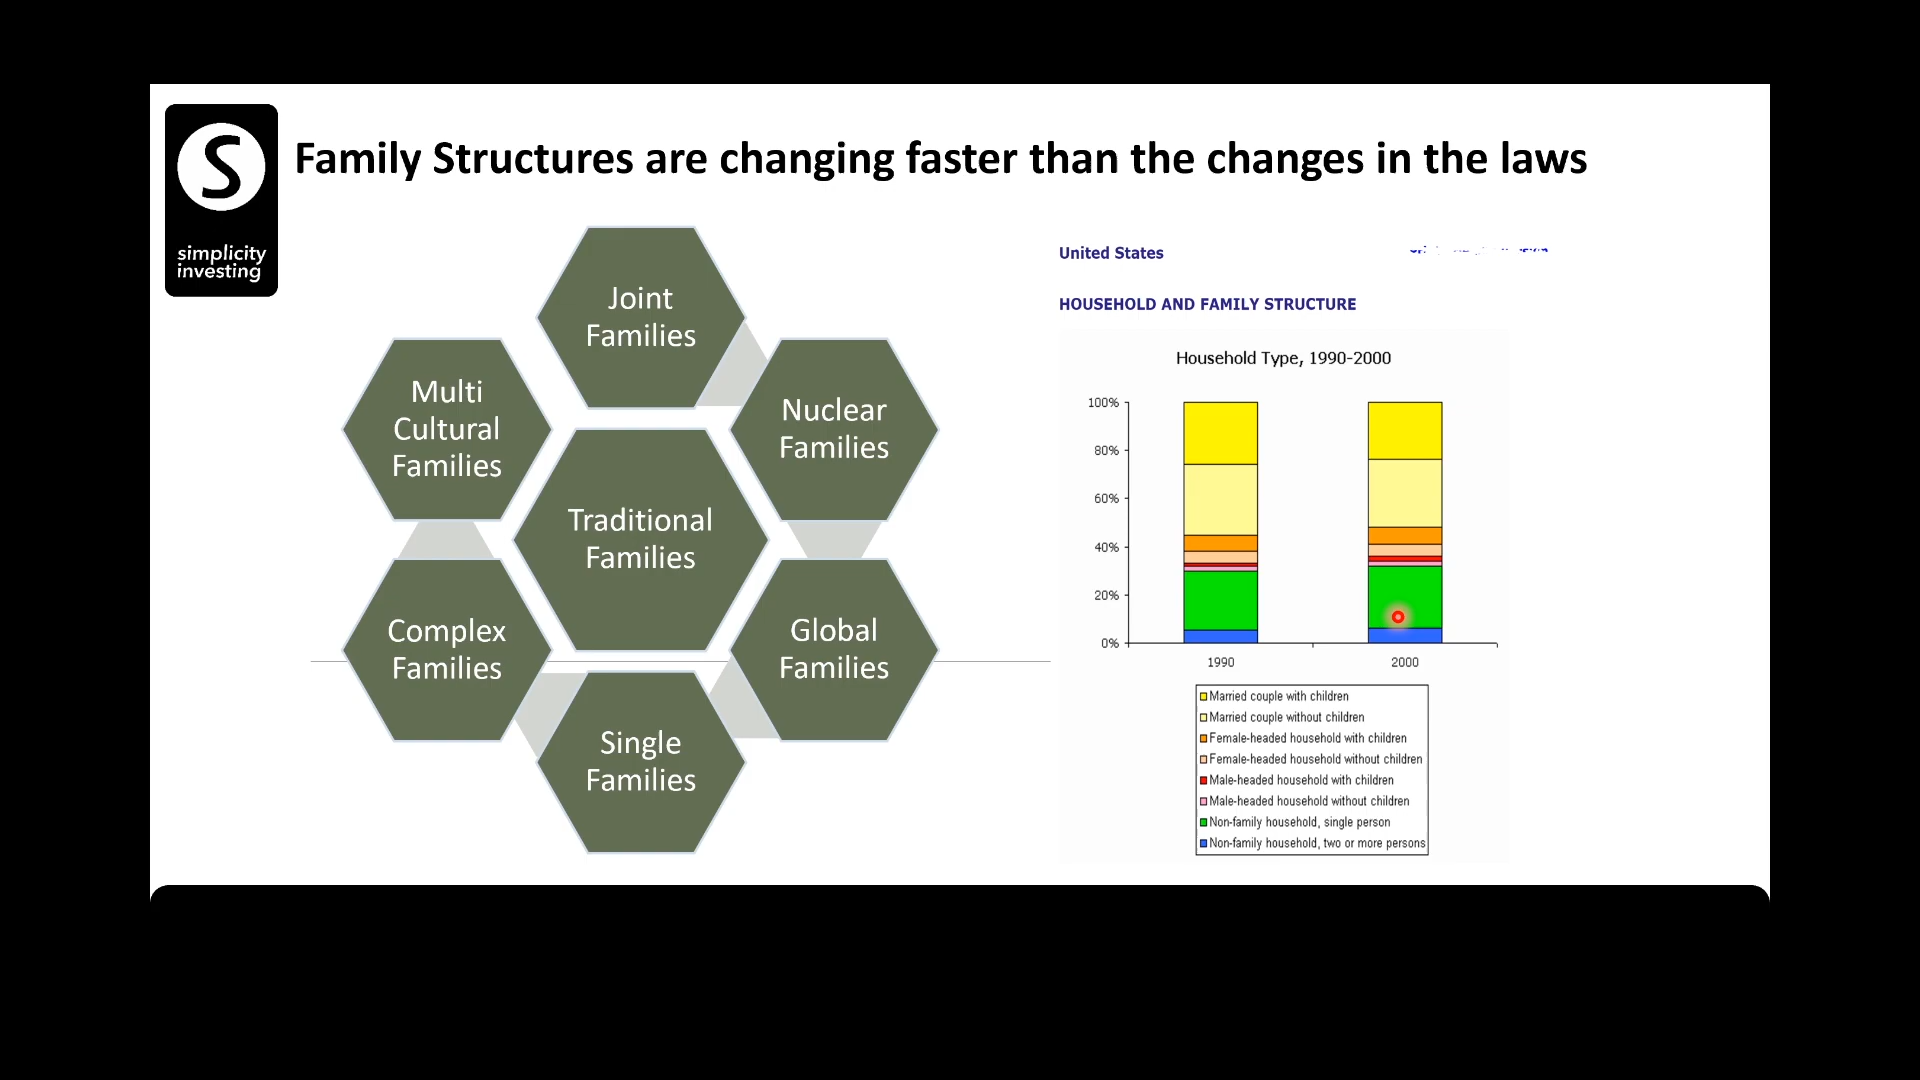 S
simplicity
investing
Family Structures are changing faster than the changes in the laws
Joint
Families
Multi
Cultural
Families
Nuclear
Families
Traditional
Families
Complex
Families
Global
Families
Single
Families
United States
HOUSEHOLD AND FAMILY STRUCTURE
Household Type, 1990-2000
100%
80%
60%
40%
20%
0%
1990
2000
Married couple with children
Married couple without children
Female-headed household with children
Female-headed household without children
Male-headed household with children
Male-headed household without children
Non-family household, single person
Non-family household, two or more persons